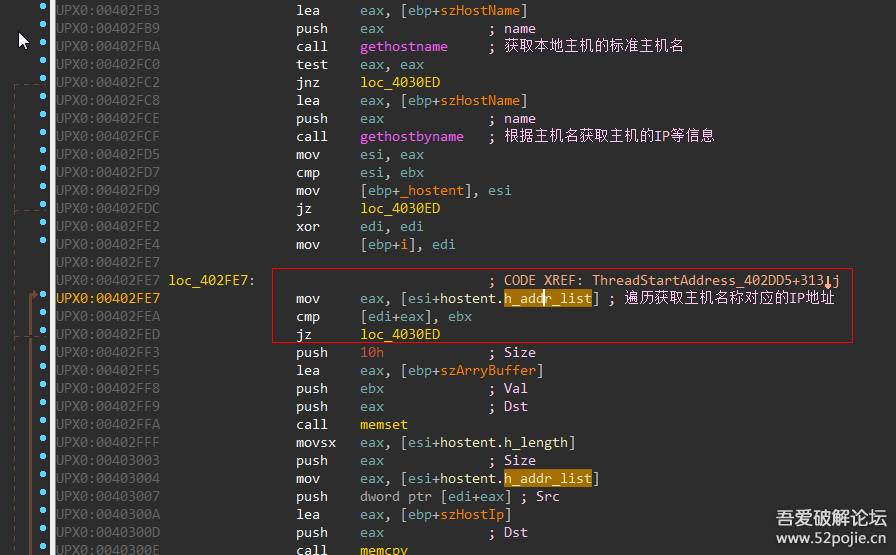 UPX0:00402FB3 lea eax, [ebp+szHostName]
UPX0:00402FB9 push eax ; name
UPX0:00402FBA call gethostname ; 获取本地主机的标准主机名
UPX0:00402FC0 test eax, eax
UPX0:00402FC2 jnz loc_4030ED
UPX0:00402FC8 lea eax, [ebp+szHostName]
UPX0:00402FCE push eax ; name
UPX0:00402FCF call gethostbyname ; 根据主机名获取主机的IP等信息
UPX0:00402FD5 mov esi, eax
UPX0:00402FD7 cmp esi, ebx
UPX0:00402FD9 mov [ebp+_hostent], esi
UPX0:00402FDC jz loc_4030ED
UPX0:00402FE2 xor edi, edi
UPX0:00402FE4 mov [ebp+i], edi
UPX0:00402FE7
UPX0:00402FE7 loc_402FE7: ; CODE XREF: ThreadStartAddress_402DD5+313↓j
UPX0:00402FE7 mov eax, [esi+hostent.h_addr_list] ; 遍历获取主机名称对应的IP地址
UPX0:00402FEA cmp [edi+eax], ebx
UPX0:00402FED jz loc_4030ED
UPX0:00402FF3 push 10h ; Size
UPX0:00402FF5 lea eax, [ebp+szArryBuffer]
UPX0:00402FF8 push ebx ; Val
UPX0:00402FF9 push eax ; Dst
UPX0:00402FFA call memset
UPX0:00402FFF movsx eax, [esi+hostent.h_length]
UPX0:00403003 push eax ; Size
UPX0:00403004 mov eax, [esi+hostent.h_addr_list]
UPX0:00403007 push dword ptr [edi+eax] ; Src
UPX0:0040300A lea eax, [ebp+szHostIp]
UPX0:0040300D push eax ; Dst
UPX0:0040300E call memcpy
吾爱破解论坛
www.52pojie.cn